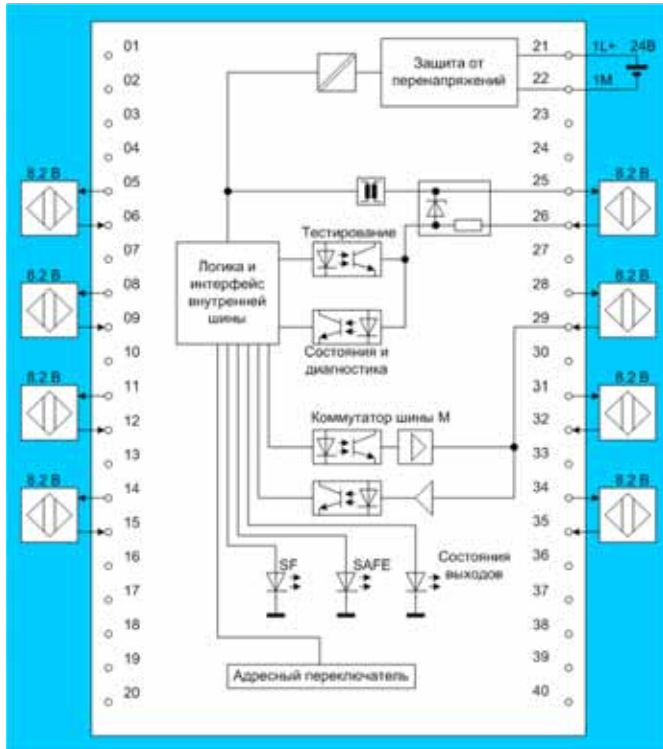 01
02
03
04
05
06
07
08
09
10
11
12
13
14
15
16
17
18
19
20
8.2 В
8.2 В
8.2 В
8.2 В
Защита от
перенапряжений
Тестирование
Логика и
интерфейс
внутренней
шины
Состояния и
диагностика
Коммутатор шины М
SF
SAFE
Состояния
выходов
Адресный переключатель
21
22
23
24
25
26
27
28
29
30
31
32
33
34
35
36
37
38
39
40
1L+
24В
1М
8.2 В
8.2 В
8.2 В
8.2 В